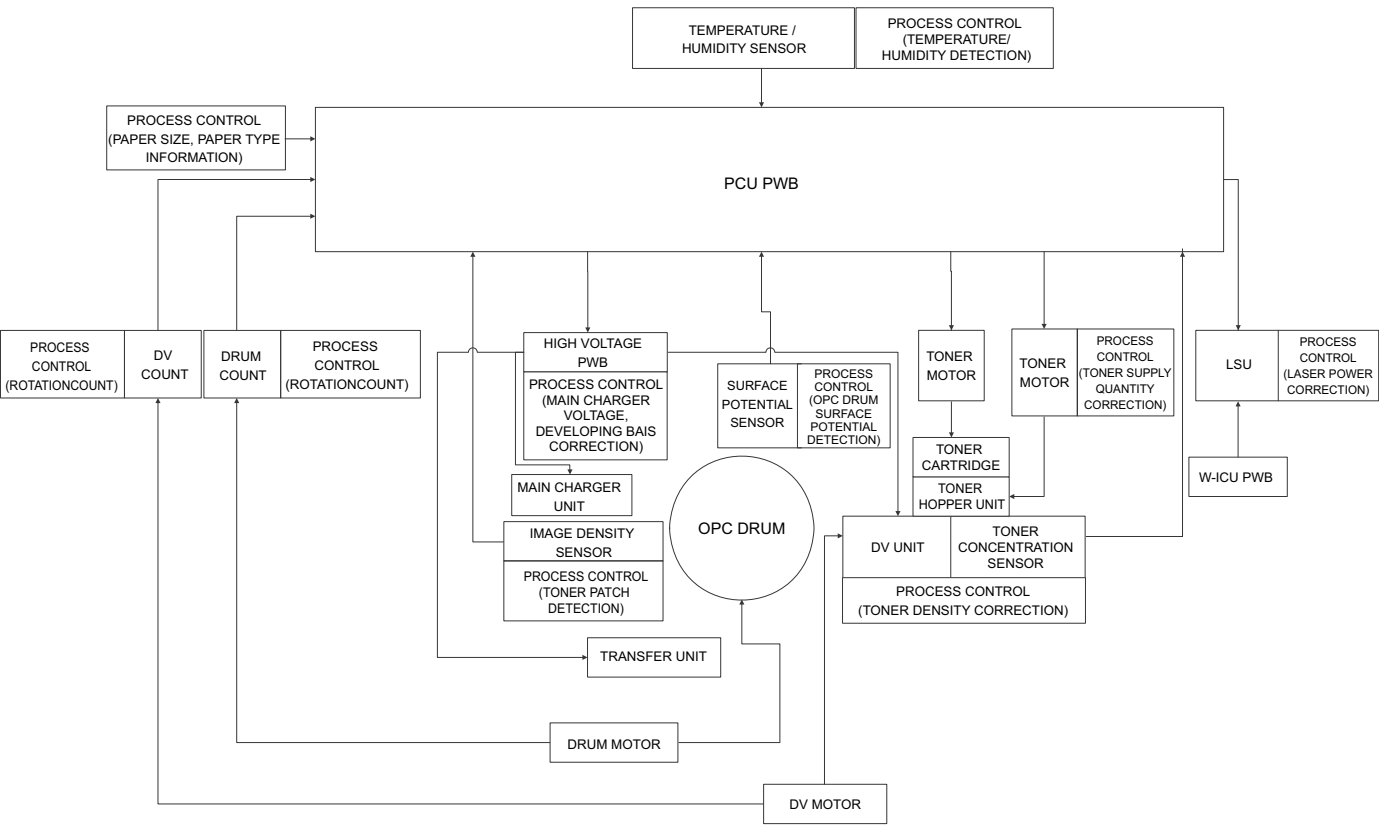 TEMPERATURE /
HUMIDITY SENSOR
PROCESS CONTROL
(TEMPERATURE/
HUMIDITY DETECTION)
PROCESS CONTROL
(PAPER SIZE, PAPER TYPE
INFORMATION)
PCU PWB
PROCESS
CONTROL
(ROTATIONCOUNT)
DV
COUNT
DRUM
COUNT
PROCESS
CONTROL
(ROTATIONCOUNT)
HIGH VOLTAGE
PWB
PROCESS CONTROL
(MAIN CHARGER
VOLTAGE,
DEVELOPING BAIS
CORRECTION)
SURFACE
POTENTIAL
SENSOR
PROCESS
CONTROL
(OPC DRUM
SURFACE
POTENTIAL
DETECTION)
TONER
MOTOR
TONER
MOTOR
PROCESS
CONTROL
(TONER SUPPLY
QUANTITY
CORRECTION)
LSU
PROCESS
CONTROL
(LASER POWER
CORRECTION)
TONER
CARTRIDGE
TONER
HOPPER UNIT
W-ICU PWB
MAIN CHARGER
UNIT
IMAGE DENSITY
SENSOR
PROCESS CONTROL
(TONER PATCH
DETECTION)
OPC DRUM
DV UNIT
TONER
CONCENTRATION
SENSOR
PROCESS CONTROL
(TONER DENSITY CORRECTION)
TRANSFER UNIT
DRUM MOTOR
DV MOTOR